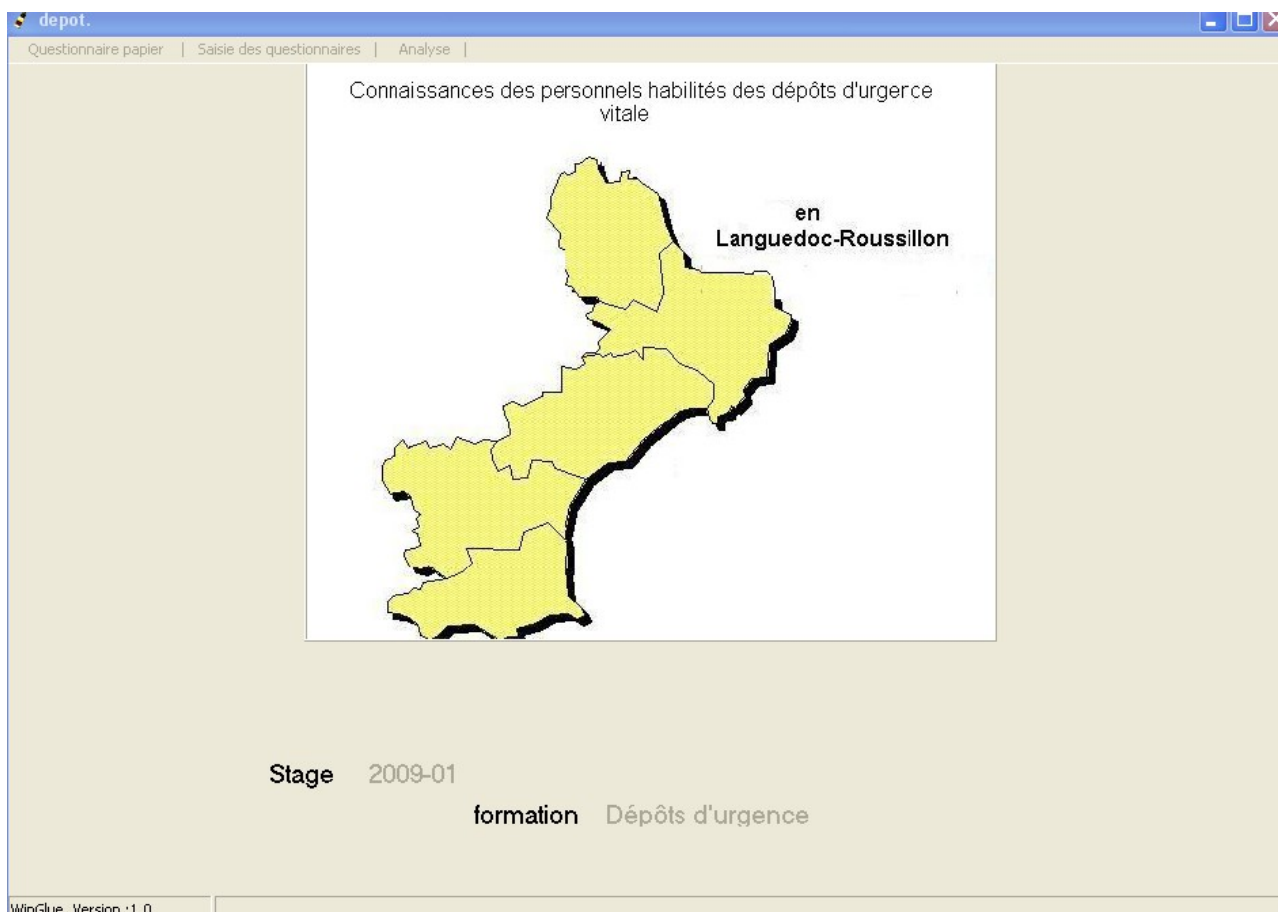 depot.
Questionnaire papier | Saisie des questionnaires | Analyse |
Connaissances des personnels habilités des dépôts d'urgence
vitale
en
Languedoc-Roussillon
Stage 2009-01
formation Dépôts d'urgence
WinGlue Version :1.0